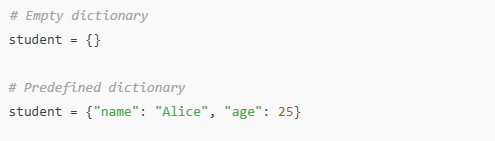 # Empty dictionary
student = {}
# Predefined dictionary
student = {"name": "Alice", "age": 25}